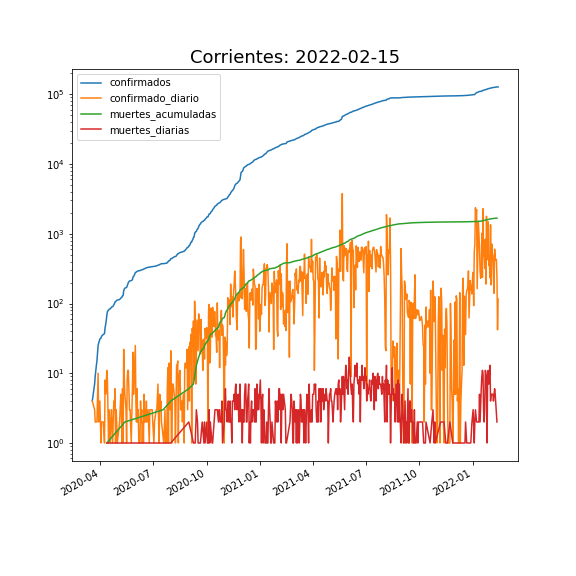 Corrientes: 2022-02-15
confirmados
confirmado_diario
muertes_acumuladas
muertes_diarias
10^5
10^4
10^3
10^2
10^1
10^0
2020-04
2020-07
2020-10
2021-01
2021-04
2021-07
2021-10
2022-01